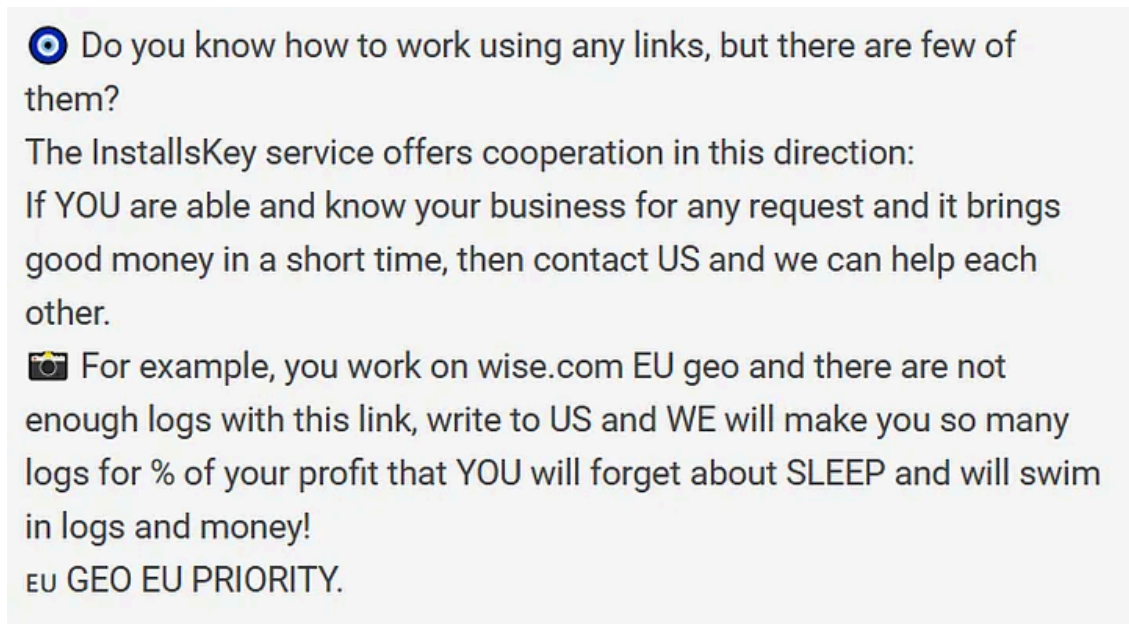 🧿 Do you know how to work using any links, but there are few of
them?
The InstallsKey service offers cooperation in this direction:
If YOU are able and know your business for any request and it brings
good money in a short time, then contact US and we can help each
other.
📷 For example, you work on wise.com EU geo and there are not
enough logs with this link, write to US and WE will make you so many
logs for % of your profit that YOU will forget about SLEEP and will swim
in logs and money!
EU GEO EU PRIORITY.